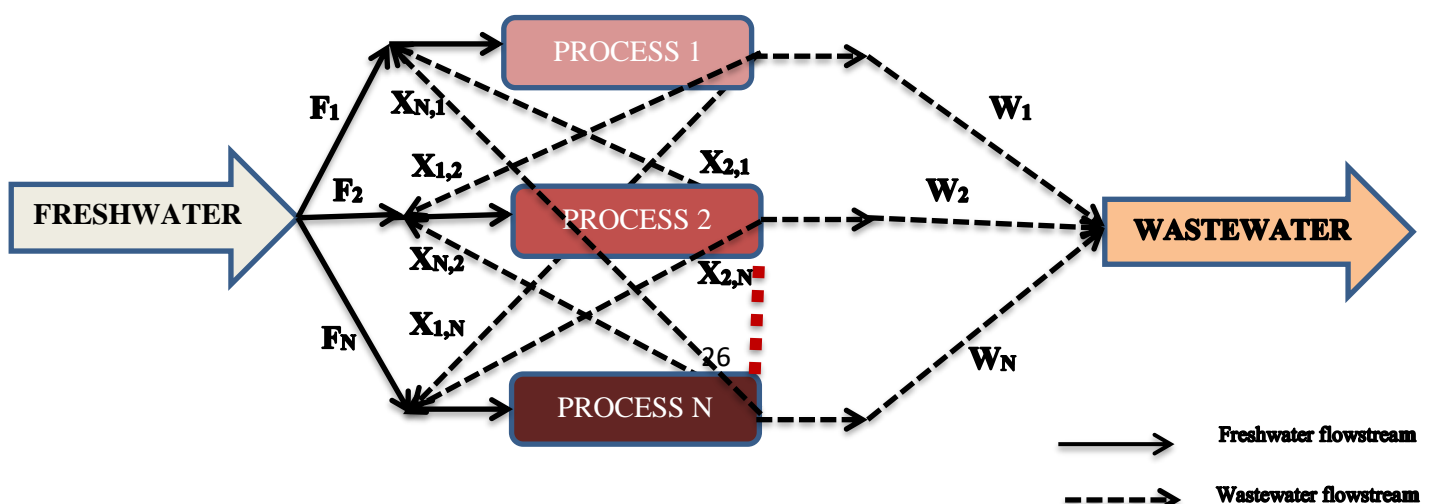 PROCESS 1
F1
XN,1
W1
X1,2
X2,1
F2
W2
FRESHWATER
PROCESS 2
WASTEWATER
XN,2
X2,N
X1,N
FN
26
WN
PROCESS N
Freshwater flowstream
Wastewater flowstream